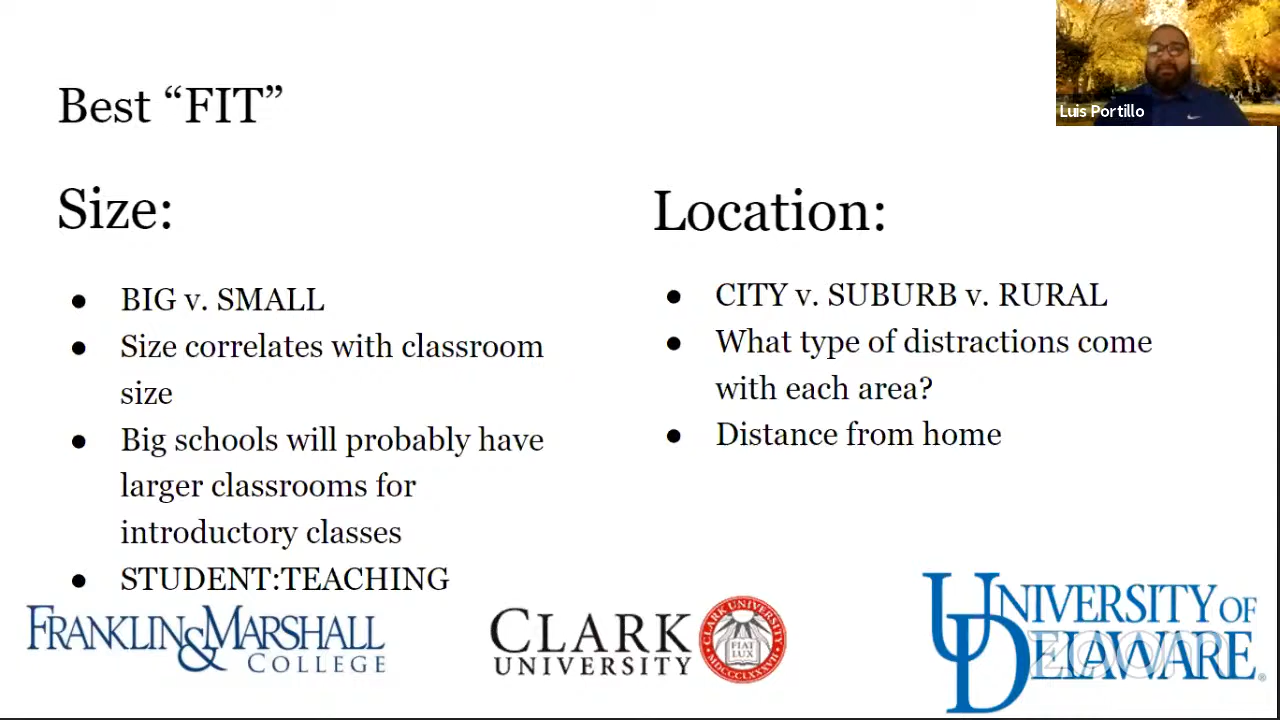 Luis Portillo
Best “FIT”
Size:
● BIG v. SMALL
● Size correlates with classroom
size
● Big schools will probably have
larger classrooms for
introductory classes
● STUDENT:TEACHING
Location:
● CITY v. SUBURB v. RURAL
● What type of distractions come
with each area?
● Distance from home
FRANKLIN & MARSHALL
COLLEGE
CLARK
UNIVERSITY
CLARK UNIVERSITY
FIAT
LUX
MDCCCLXXXVII
UNIVERSITY OF
DELAWARE
zoom